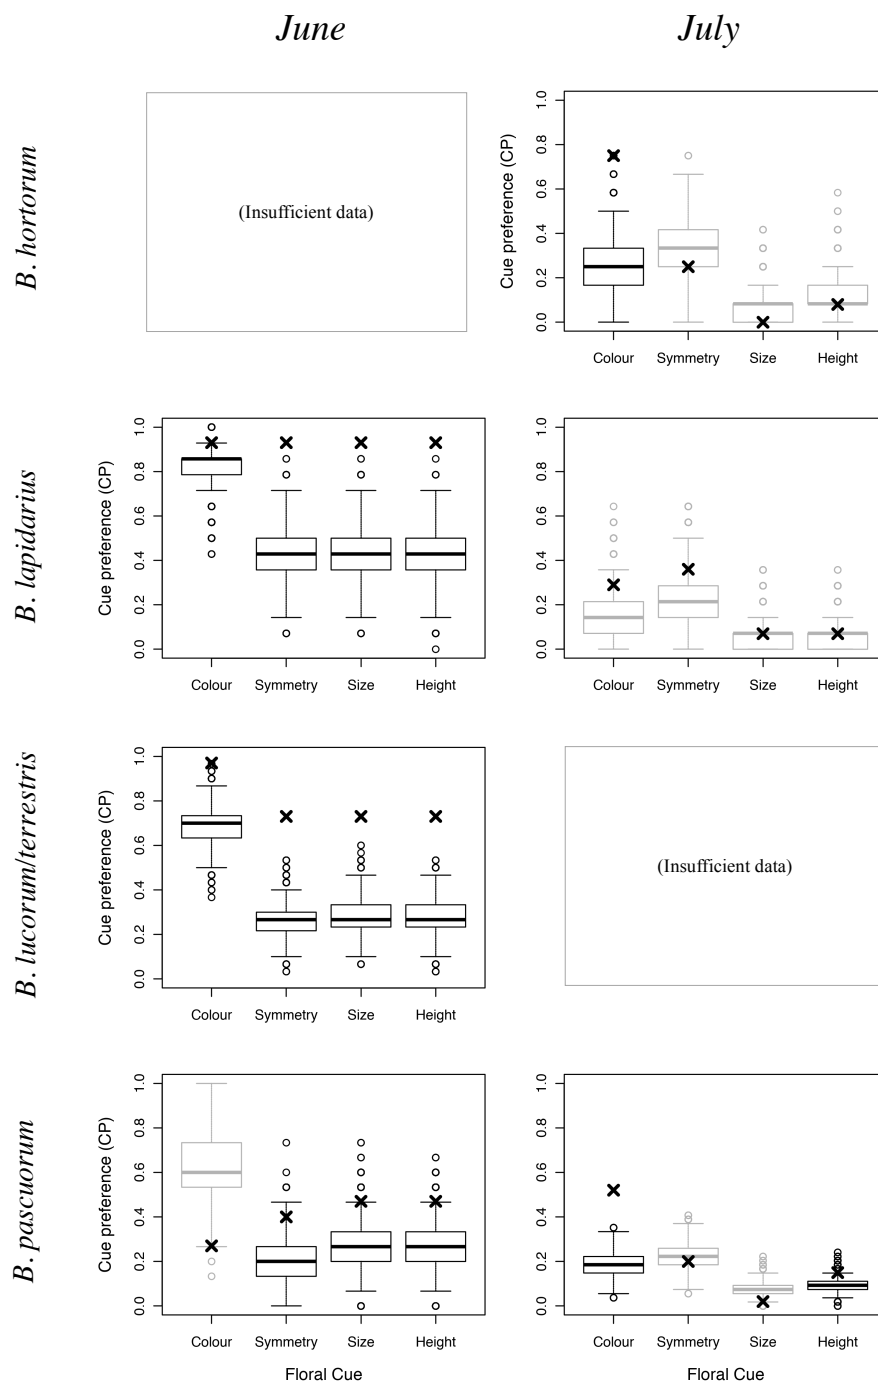 June
July
B. hortorum
(Insufficient data)
Cue preference (CP)
0.0 0.2 0.4 0.6 0.8 1.0
Colour Symmetry Size Height
B. lapidarius
Cue preference (CP)
0.0 0.2 0.4 0.6 0.8 1.0
Colour Symmetry Size Height
0.0 0.2 0.4 0.6 0.8 1.0
Colour Symmetry Size Height
B. lucorum/terrestris
Cue preference (CP)
0.0 0.2 0.4 0.6 0.8 1.0
Colour Symmetry Size Height
(Insufficient data)
B. pascuorum
Cue preference (CP)
0.0 0.2 0.4 0.6 0.8 1.0
Colour Symmetry Size Height
Floral Cue
0.0 0.2 0.4 0.6 0.8 1.0
Colour Symmetry Size Height
Floral Cue